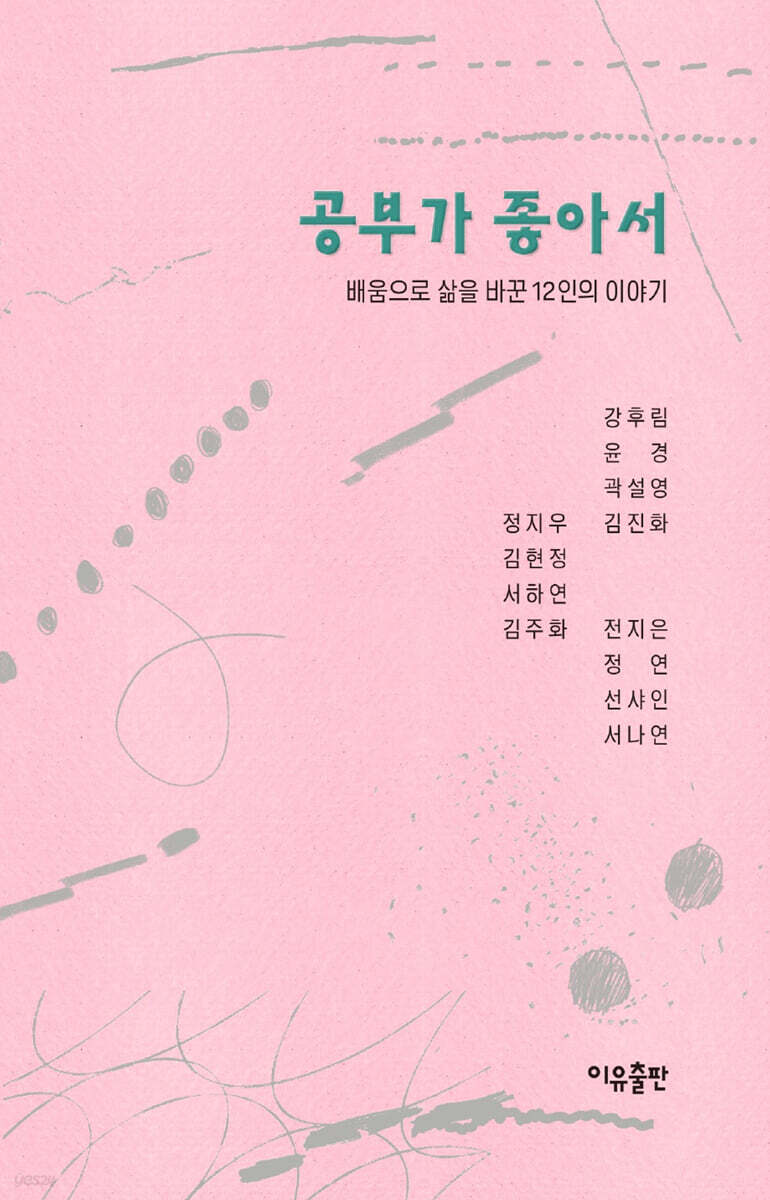 공부가 좋아서
배움으로 삶을 바꾼 12인의 이야기
강후림
윤 경
곽설영
정지우 김진화
김현정
서하연
김주화 전지은
정 연
선샤인
서나연
이유출판
yes24